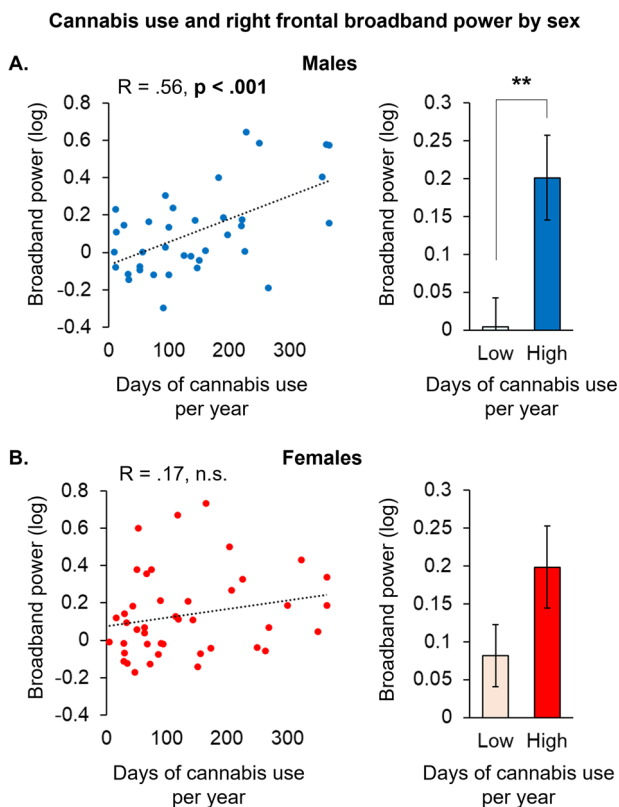 Cannabis use and right frontal broadband power by sex
A.
Males
R = .56, p < .001
Broadband power (log)
0.8
0.6
0.4
0.2
0
-0.2
-0.4
0 100 200 300
Days of cannabis use
per year
**
Broadband power (log)
0.3
0.25
0.2
0.15
0.1
0.05
0
Low High
Days of cannabis use
per year
B.
Females
R = .17, n.s.
Broadband power (log)
0.8
0.6
0.4
0.2
0
-0.2
-0.4
0 100 200 300
Days of cannabis use
per year
Broadband power (log)
0.3
0.25
0.2
0.15
0.1
0.05
0
Low High
Days of cannabis use
per year